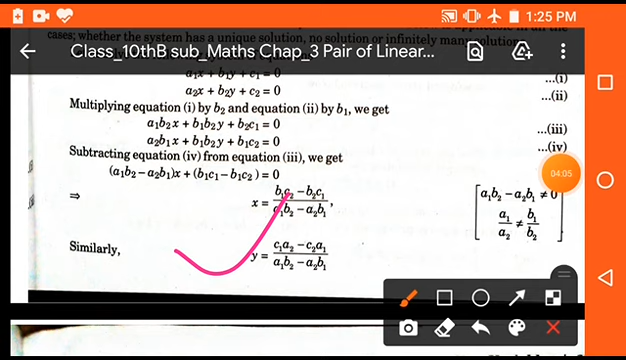 1:25 PM
Class_10thB sub_Maths Chap_3 Pair of Linear...
cases; whether the system has a unique solution, no solution or infinitely many solution
a₁x + b₁y + c₁ = 0 ...(i)
a₂x + b₂y + c₂ = 0 ...(ii)
Multiplying equation (i) by b₂ and equation (ii) by b₁, we get
a₁b₂x + b₁b₂y + b₂c₁ = 0 ...(iii)
a₂b₁x + b₁b₂y + b₁c₂ = 0 ...(iv)
Subtracting equation (iv) from equation (iii), we get
(a₁b₂ – a₂b₁)x + (b₁c₁ – b₁c₂) = 0
04:05
⇒ x = (b₁c₂ – b₂c₁)/(a₁b₂ – a₂b₁), [a₁b₂ – a₂b₁ ≠ 0
a₁/a₂ ≠ b₁/b₂]
Similarly, y = (c₁a₂ – c₂a₁)/(a₁b₂ – a₂b₁)